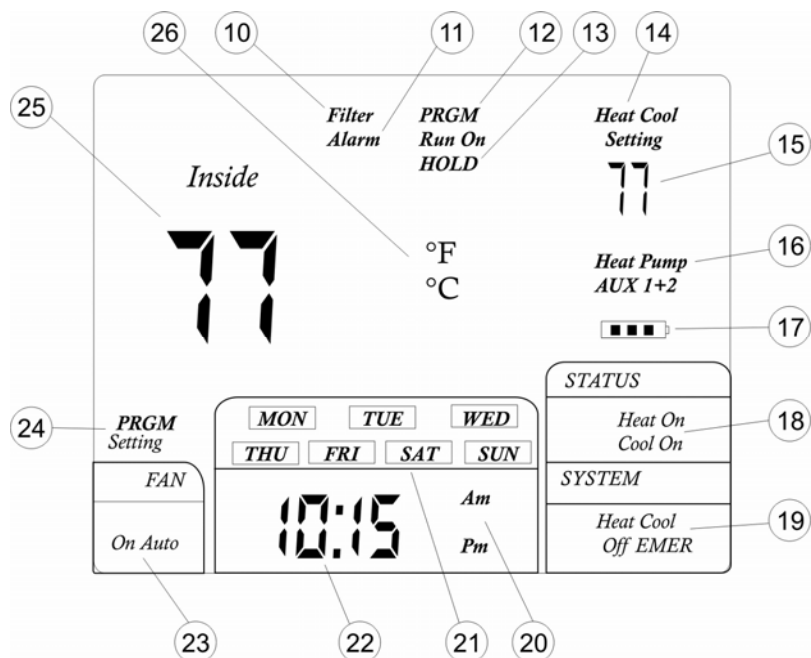 26 10 11 12 13 14
25
Filter
Alarm
PRGM
Run On
HOLD
Heat Cool
Setting
15
77
Inside
77
°F
°C
16
Heat Pump
AUX 1+2
17
STATUS
Heat On
Cool On
18
SYSTEM
Heat Cool
Off EMER
19
24
PRGM
Setting
FAN
On Auto
MON TUE WED
THU FRI SAT SUN
10:15
Am
Pm
23 22 21 20